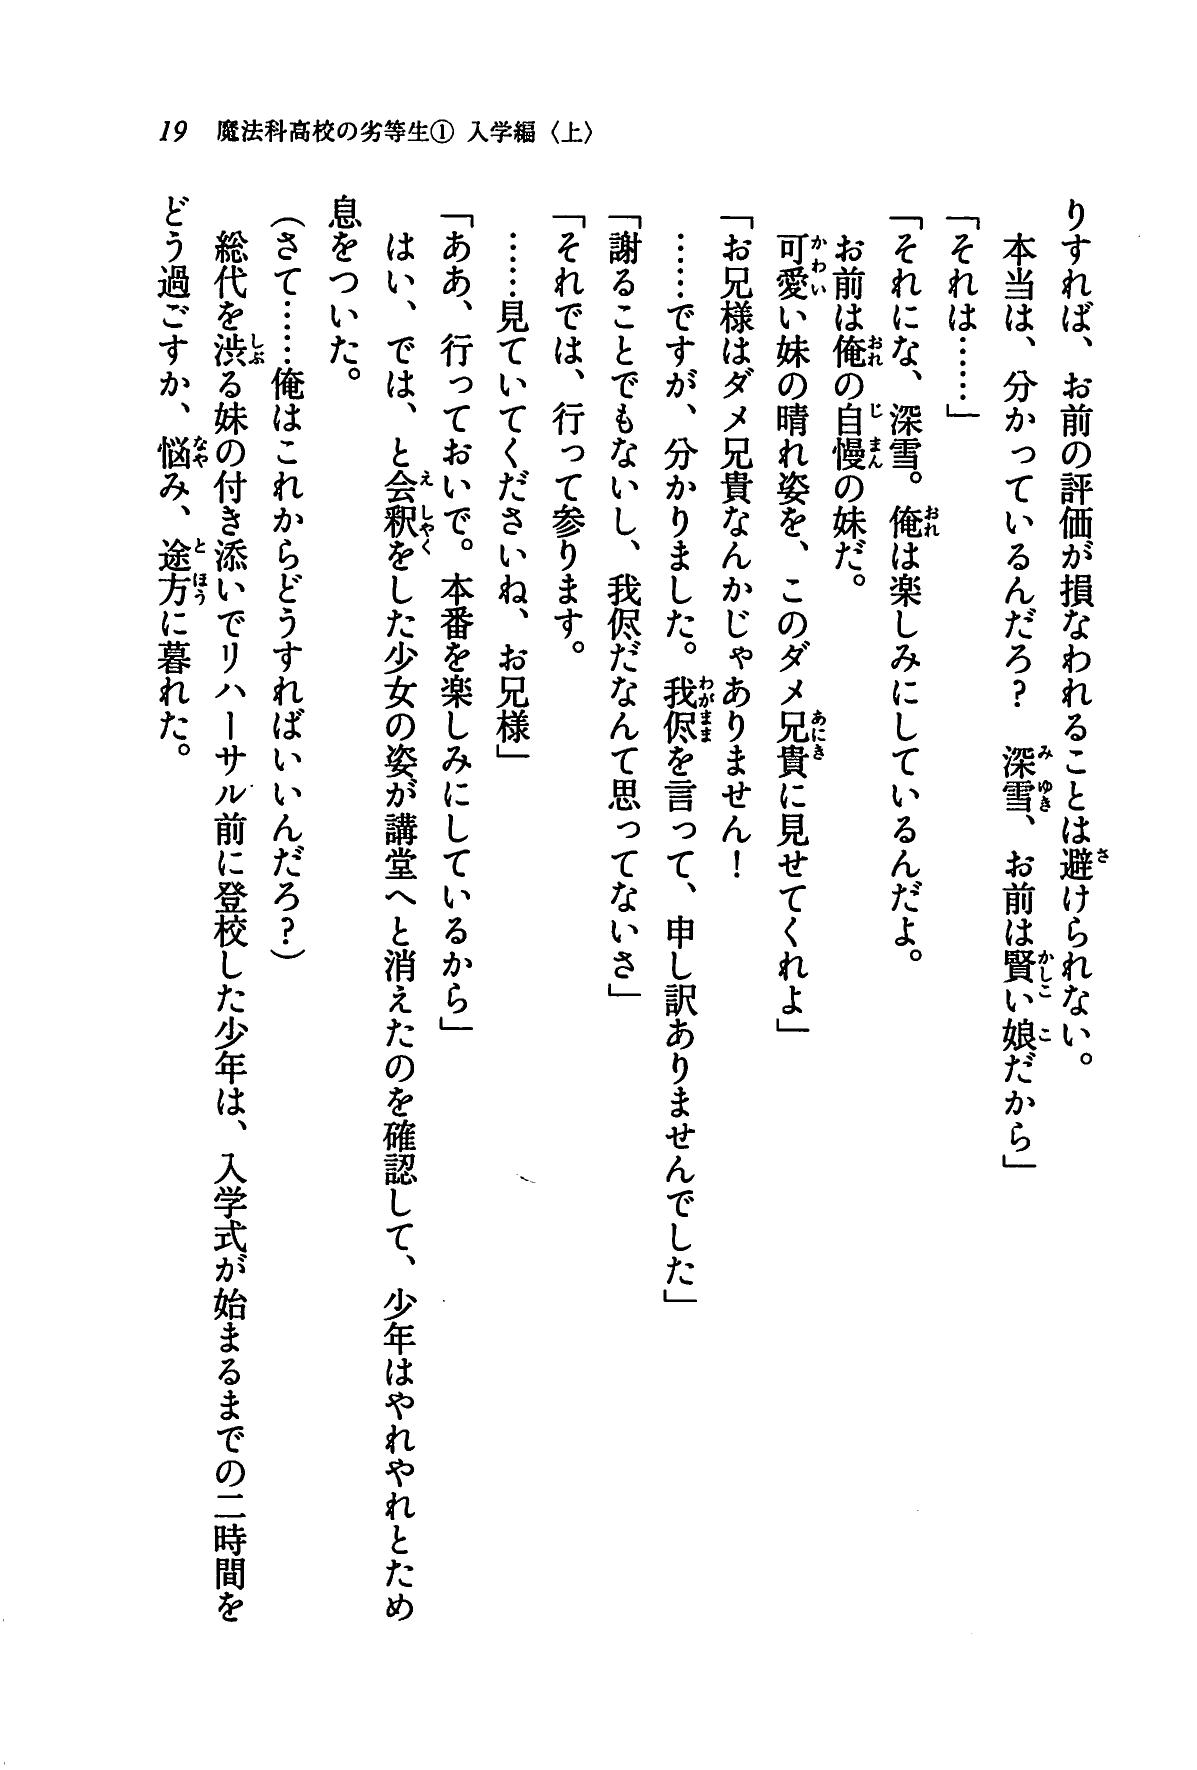 19 魔法科高校の劣等生① 入学編〈上〉
りすれば、お前の評価が損なわれることは避けられない。
本当は、分かっているんだろ？　深雪、お前は賢い娘だから」
「それは……」
「それにな、深雪。俺は楽しみにしているんだよ。
お前は俺の自慢の妹だ。
可愛い妹の晴れ姿を、このダメ兄貴に見せてくれよ」
「お兄様はダメ兄貴なんかじゃありません！
……ですが、分かりました。我侭を言って、申し訳ありませんでした」
「謝ることでもないし、我侭だなんて思ってないさ」
「それでは、行って参ります。
……見ていてくださいね、お兄様」
「ああ、行っておいで。本番を楽しみにしているから」
はい、では、と会釈をした少女の姿が講堂へと消えたのを確認して、少年はやれやれとため
息をついた。
（さて……俺はこれからどうすればいいんだろ？）
総代を渋る妹の付き添いでリハーサル前に登校した少年は、入学式が始まるまでの二時間を
どう過ごすか、悩み、途方に暮れた。